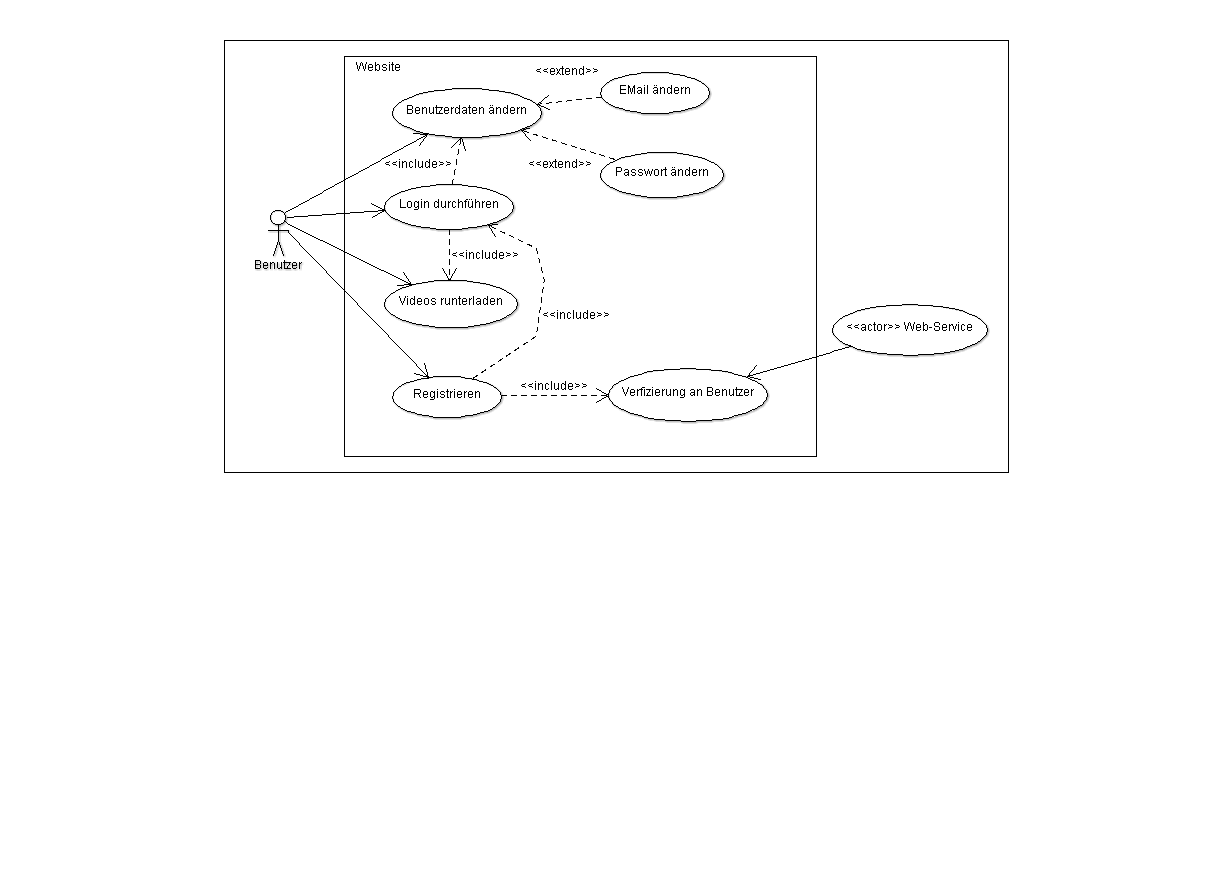 Website
<<extend>>
EMail ändern
Benutzerdaten ändern
<<include>>
<<extend>>
Passwort ändern
Login durchführen
<<include>>
Benutzer
Videos runterladen
<<include>>
<<actor>> Web-Service
<<include>>
Registrieren
Verfizierung an Benutzer